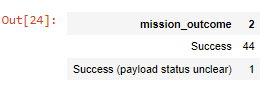 Out[24]:
mission_outcome 2
Success 44
Success (payload status unclear) 1